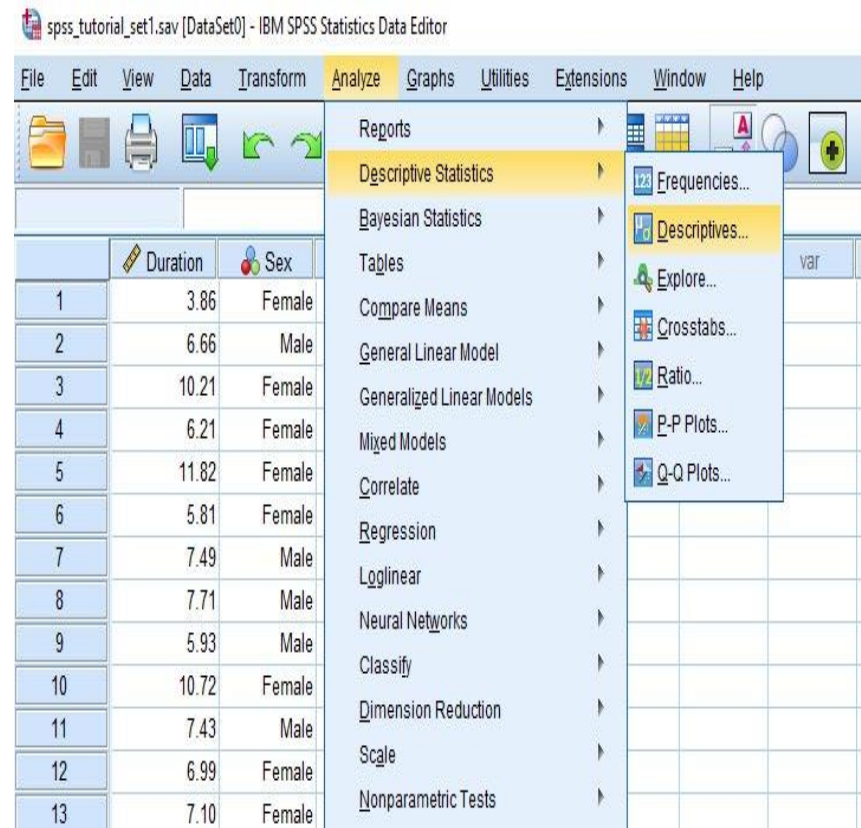 spss_tutorial_set1.sav [DataSet0] - IBM SPSS Statistics Data Editor
File Edit View Data Transform Analyze Graphs Utilities Extensions Window Help
A
Reports
Descriptive Statistics
Bayesian Statistics
Tables
Compare Means
General Linear Model
Generalized Linear Models
Mixed Models
Correlate
Regression
Loglinear
Neural Networks
Classify
Dimension Reduction
Scale
Nonparametric Tests
123 Frequencies...
Descriptives...
Explore...
Crosstabs...
1/2 Ratio...
P-P Plots...
Q-Q Plots...
Duration Sex var
1 3.86 Female
2 6.66 Male
3 10.21 Female
4 6.21 Female
5 11.82 Female
6 5.81 Female
7 7.49 Male
8 7.71 Male
9 5.93 Male
10 10.72 Female
11 7.43 Male
12 6.99 Female
13 7.10 Female